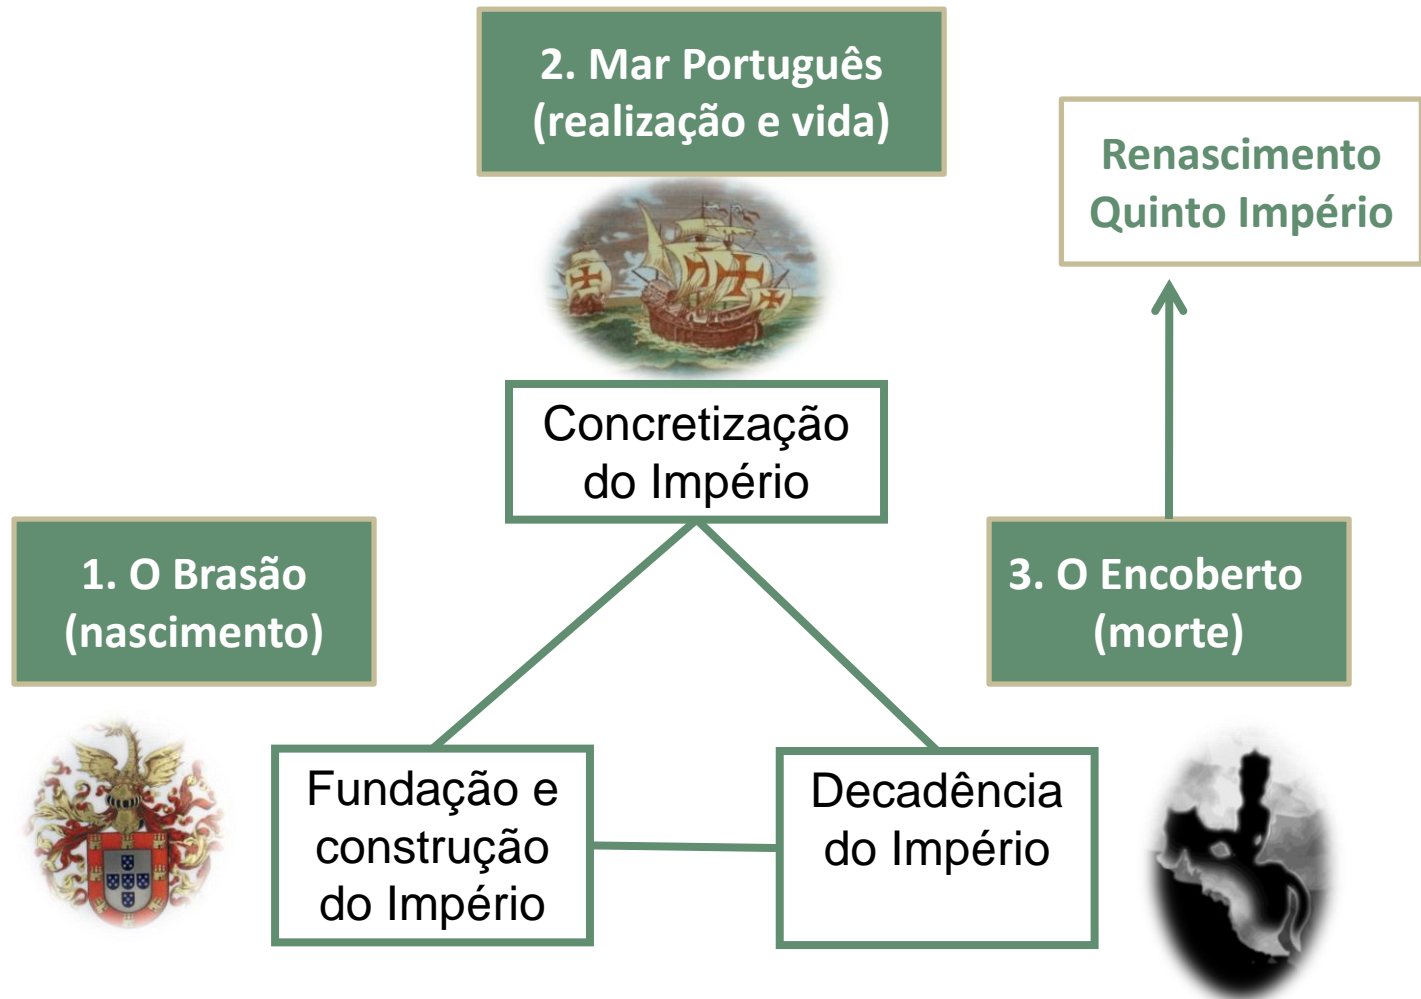 2. Mar Português
(realização e vida)
Renascimento
Quinto Império
Concretização
do Império
1. O Brasão
(nascimento)
3. O Encoberto
(morte)
Fundação e
construção
do Império
Decadência
do Império